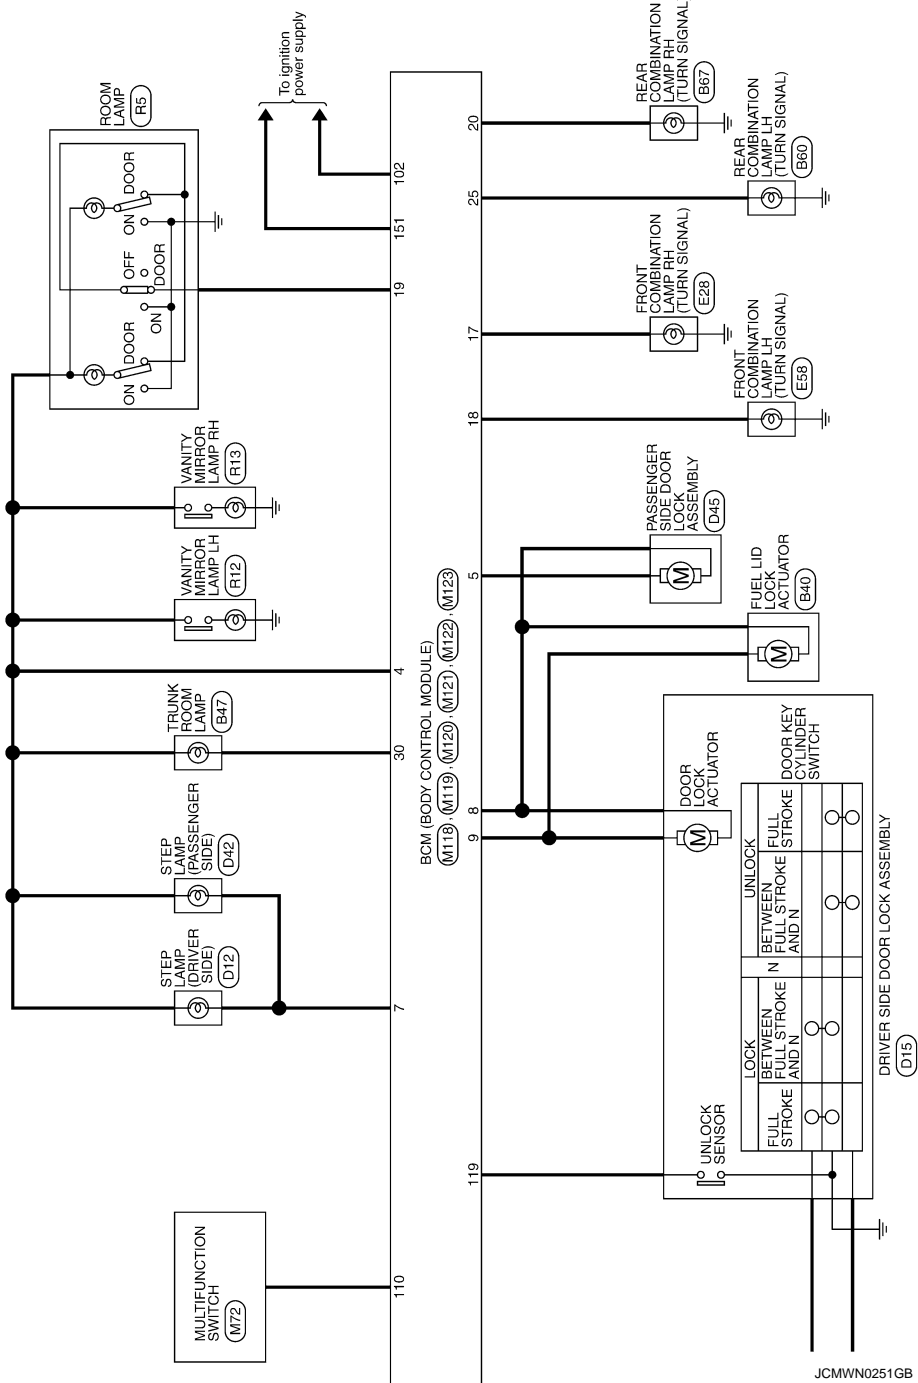 To ignition
power supply
ROOM
LAMP
R5
DOOR
ON
OFF
DOOR
ON
DOOR
ON
102
151
19
VANITY
MIRROR
LAMP RH
R13
VANITY
MIRROR
LAMP LH
R12
4
TRUNK
ROOM
LAMP
B47
30
STEP
LAMP
(PASSENGER
SIDE)
D42
STEP
LAMP
(DRIVER
SIDE)
D12
7
MULTIFUNCTION
SWITCH
M72
110
BCM (BODY CONTROL MODULE)
M118 , M119 , M120 , M121 , M122 , M123
20
REAR
COMBINATION
LAMP RH
(TURN SIGNAL)
B67
25
REAR
COMBINATION
LAMP LH
(TURN SIGNAL)
B60
17
FRONT
COMBINATION
LAMP RH
(TURN SIGNAL)
E28
18
FRONT
COMBINATION
LAMP LH
(TURN SIGNAL)
E58
5
PASSENGER
SIDE DOOR
LOCK
ASSEMBLY
D45
M
FUEL LID
LOCK
ACTUATOR
B40
M
8
9
DOOR
LOCK
ACTUATOR
M
DOOR KEY
CYLINDER
SWITCH
LOCK
N
UNLOCK
FULL
STROKE
BETWEEN
FULL STROKE
AND N
BETWEEN
FULL STROKE
AND N
FULL
STROKE
119
UNLOCK
SENSOR
DRIVER SIDE DOOR LOCK ASSEMBLY
D15
JCMWN0251GB